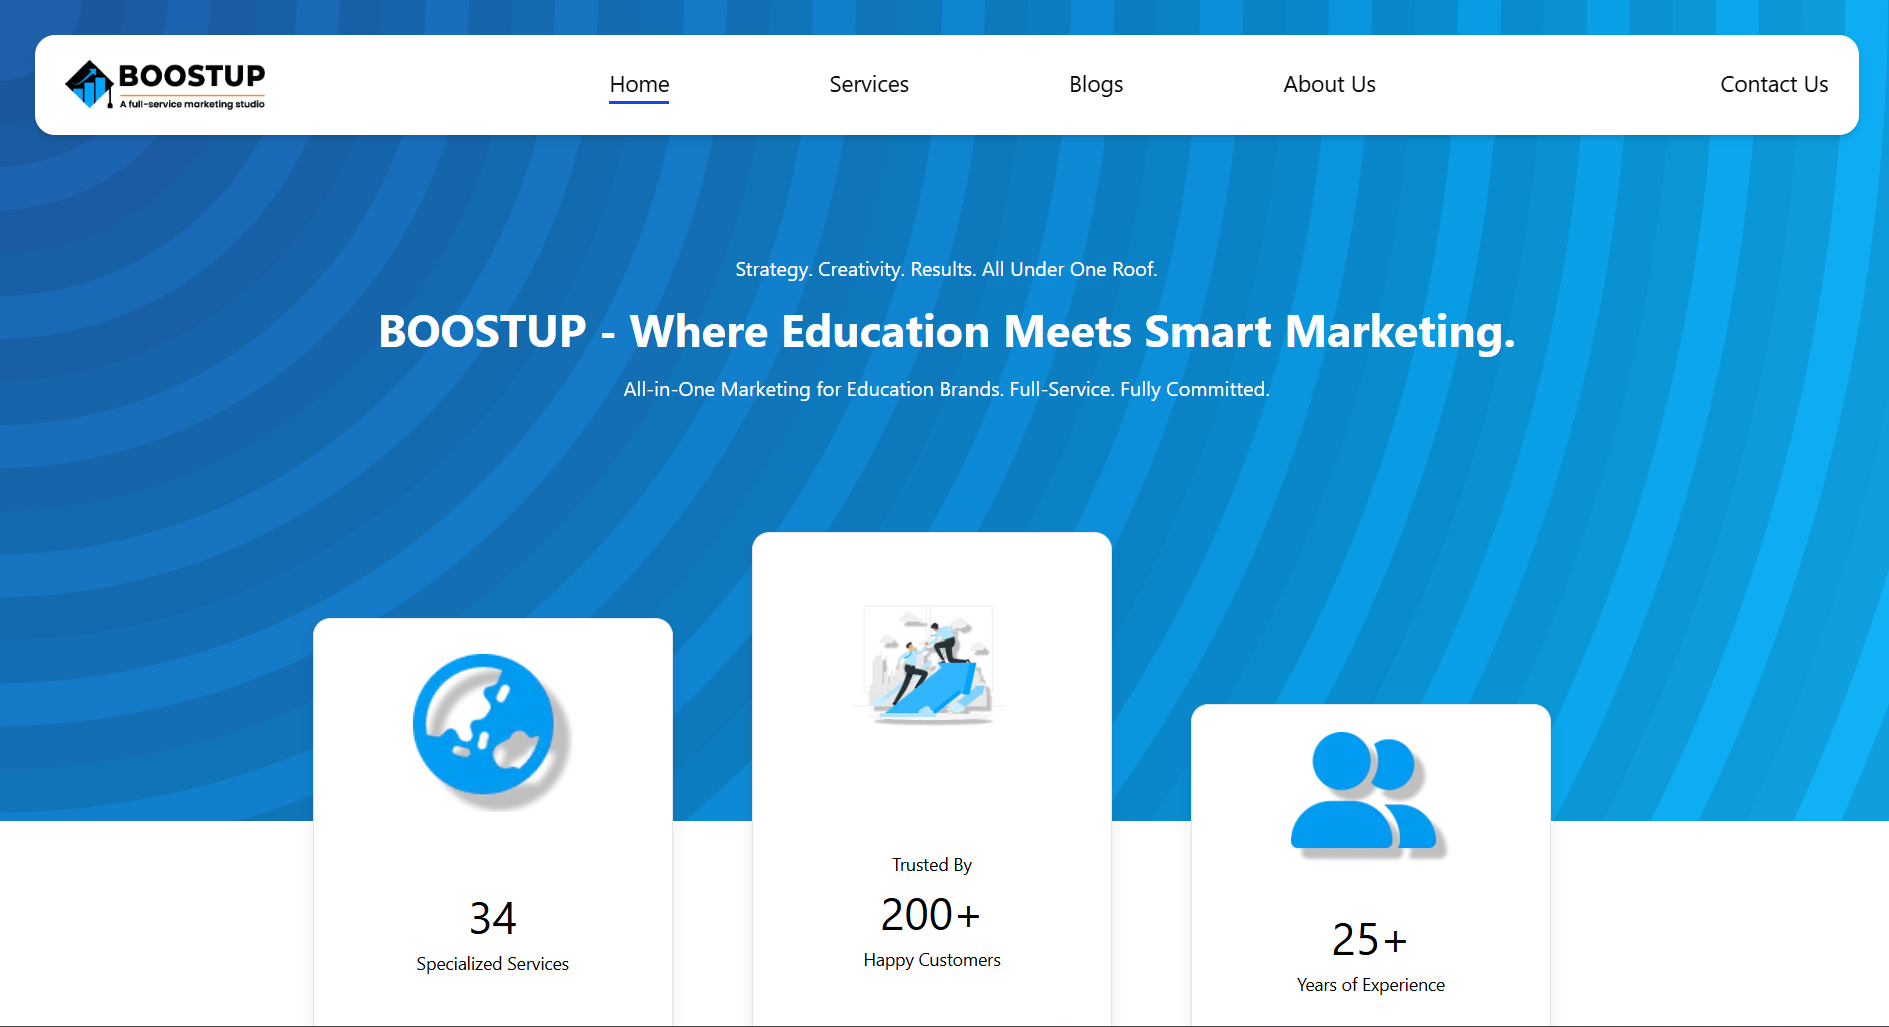 BOOSTUP
A full-service marketing studio
Home
Services
Blogs
About Us
Contact Us
Strategy. Creativity. Results. All Under One Roof.
BOOSTUP - Where Education Meets Smart Marketing.
All-in-One Marketing for Education Brands. Full-Service. Fully Committed.
34
Specialized Services
Trusted By
200+
Happy Customers
25+
Years of Experience